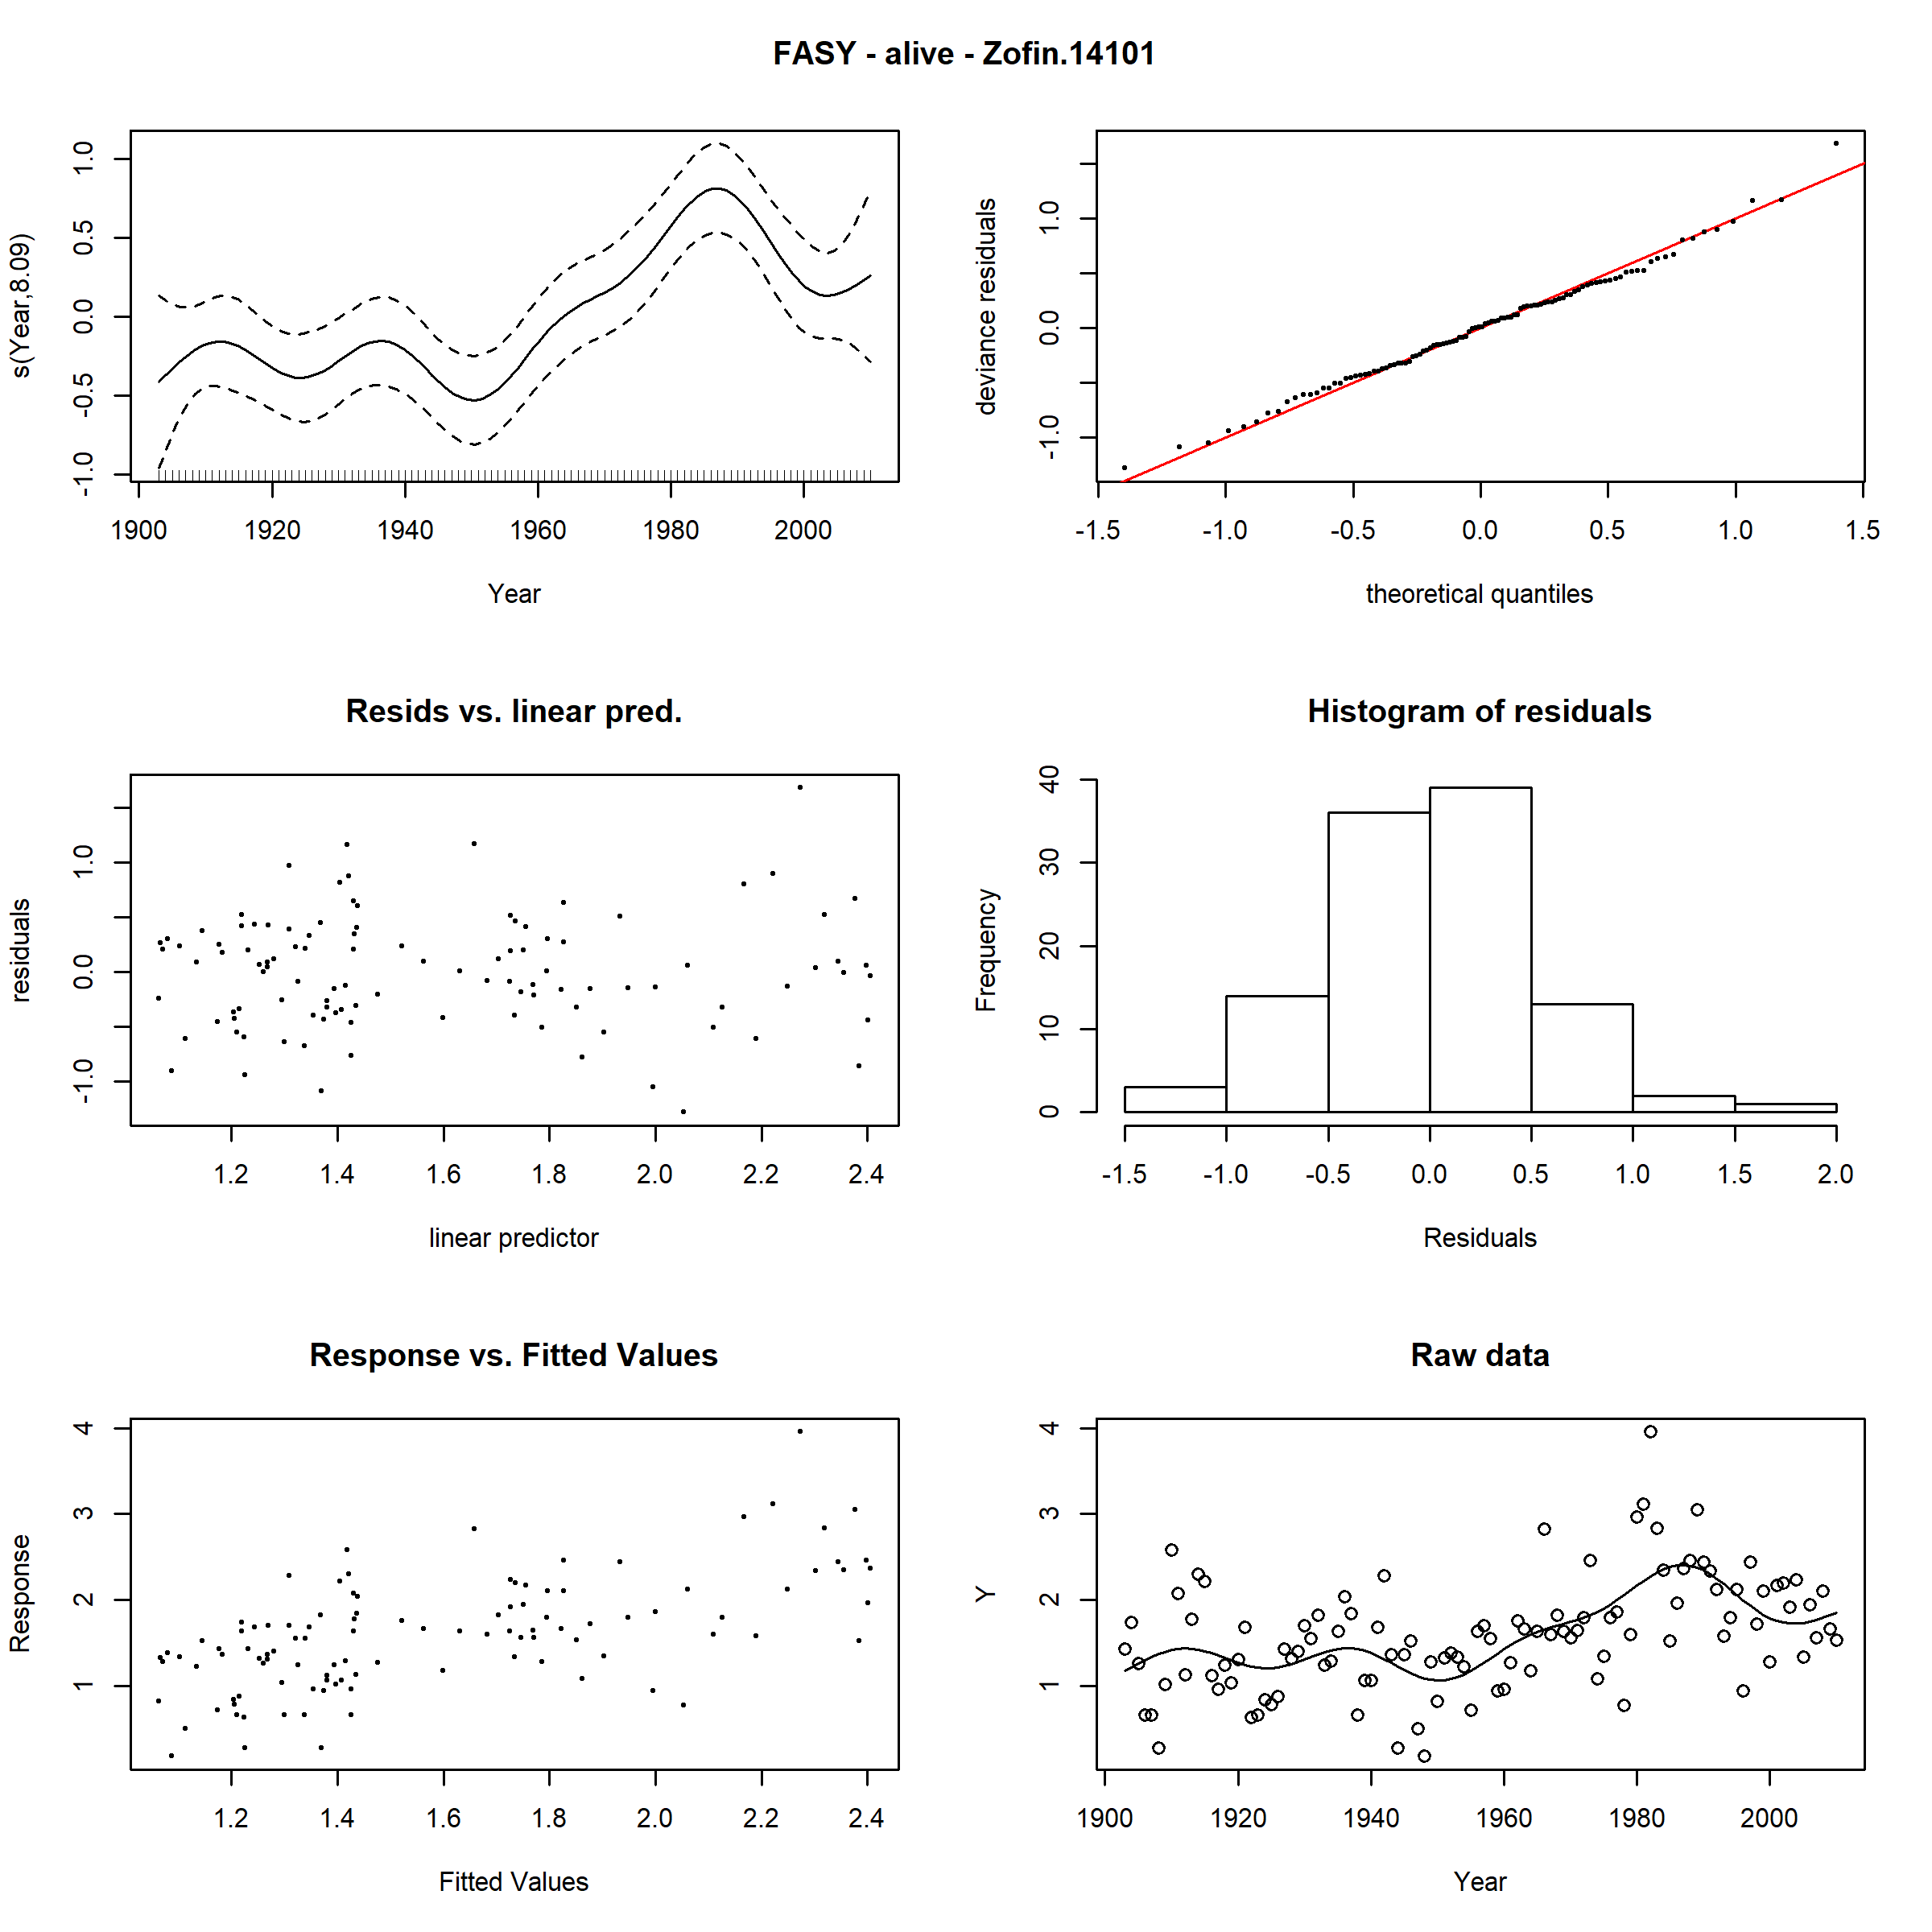 FASY - alive - Zofin.14101
s(Year,8.09)
1.0
0.5
0.0
-0.5
-1.0
1900 1920 1940 1960 1980 2000
Year
deviance residuals
1.0
0.0
-1.0
-1.5 -1.0 -0.5 0.0 0.5 1.0 1.5
theoretical quantiles
Resids vs. linear pred.
residuals
1.0
0.0
-1.0
1.2 1.4 1.6 1.8 2.0 2.2 2.4
linear predictor
Histogram of residuals
Frequency
40
30
20
10
0
-1.5 -1.0 -0.5 0.0 0.5 1.0 1.5 2.0
Residuals
Response vs. Fitted Values
Response
4
3
2
1
1.2 1.4 1.6 1.8 2.0 2.2 2.4
Fitted Values
Raw data
Y
4
3
2
1
1900 1920 1940 1960 1980 2000
Year